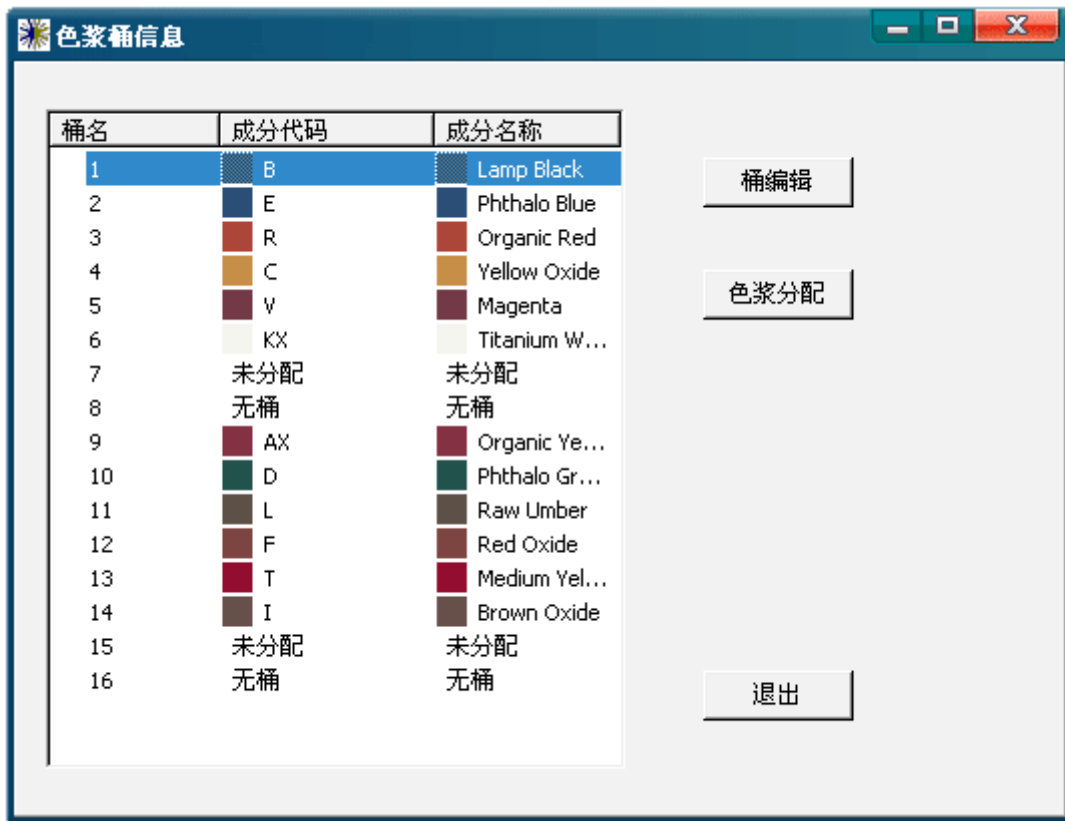 色浆桶信息
桶名 成分代码 成分名称
1 B Lamp Black
2 E Phthalo Blue
3 R Organic Red
4 C Yellow Oxide
5 V Magenta
6 KX Titanium W...
7 未分配 未分配
8 无桶 无桶
9 AX Organic Ye...
10 D Phthalo Gr...
11 L Raw Umber
12 F Red Oxide
13 T Medium Yel...
14 I Brown Oxide
15 未分配 未分配
16 无桶 无桶
桶编辑
色浆分配
退出